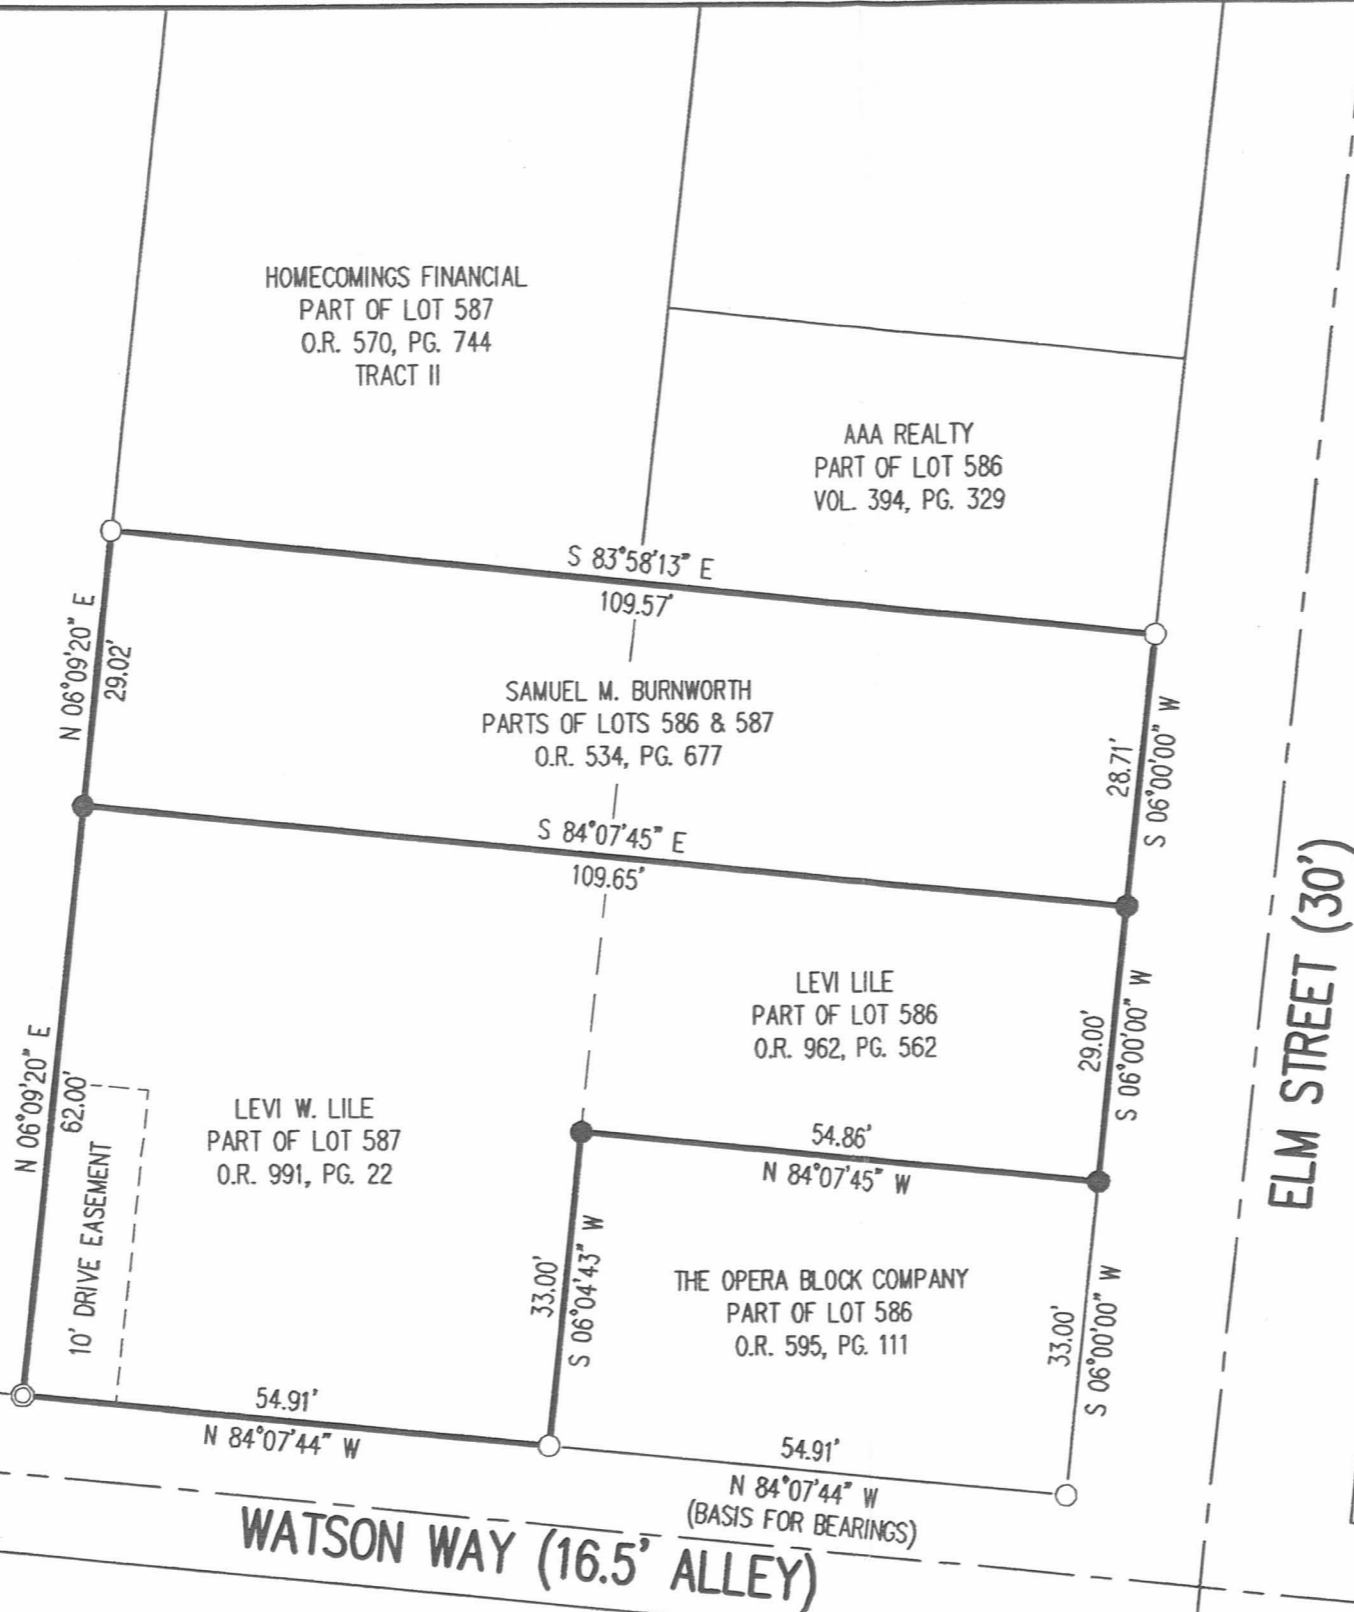 HOMECOMINGS FINANCIAL
PART OF LOT 587
O.R. 570, PG. 744
TRACT II
AAA REALTY
PART OF LOT 586
VOL. 394, PG. 329
S 83°58'13" E
109.57'
N 06°09'20" E
29.02'
SAMUEL M. BURNWORTH
PARTS OF LOTS 586 & 587
O.R. 534, PG. 677
28.71'
S 06°00'00" W
S 84°07'45" E
109.65'
LEVI LILE
PART OF LOT 586
O.R. 962, PG. 562
29.00'
S 06°00'00" W
ELM STREET (30')
N 06°09'20" E
62.00'
10' DRIVE EASEMENT
LEVI W. LILE
PART OF LOT 587
O.R. 991, PG. 22
54.86'
N 84°07'45" W
33.00'
S 06°04'43" W
THE OPERA BLOCK COMPANY
PART OF LOT 586
O.R. 595, PG. 111
33.00'
S 06°00'00" W
54.91'
N 84°07'44" W
54.91'
N 84°07'44" W
(BASIS FOR BEARINGS)
WATSON WAY (16.5' ALLEY)